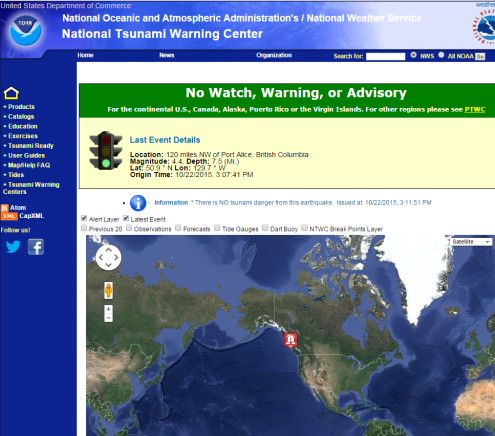 United States Department of Commerce
National Oceanic and Atmospheric Administration's / National Weather Service
National Tsunami Warning Center
weathe
NOAA
Home News Organization Search for: NWS All NOAA Go
No Watch, Warning, or Advisory
For the continental U.S., Canada, Alaska, Puerto Rico or the Virgin Islands. For other regions please see PTWC
Products
Catalogs
Education
Exercises
Tsunami Ready
User Guides
Map/Help FAQ
Tides
Tsunami Warning
Centers
Atom
XML CapXML
Follow us!
Last Event Details
Location: 120 miles NW of Port Alice, British Columbia
Magnitude: 4.4, Depth: 7.5 (Mi.)
Lat: 50.9 ° N Lon: 129.7 ° W
Origin Time: 10/22/2015, 3:07:41 PM
Information * There is NO tsunami danger from this earthquake. Issued at: 10/22/2015, 3:11:51 PM
Alert Layer Latest Event
Previous 20 Observations Forecasts Tide Gauges Dart Buoy NTWC Break Points Layer
Satellite